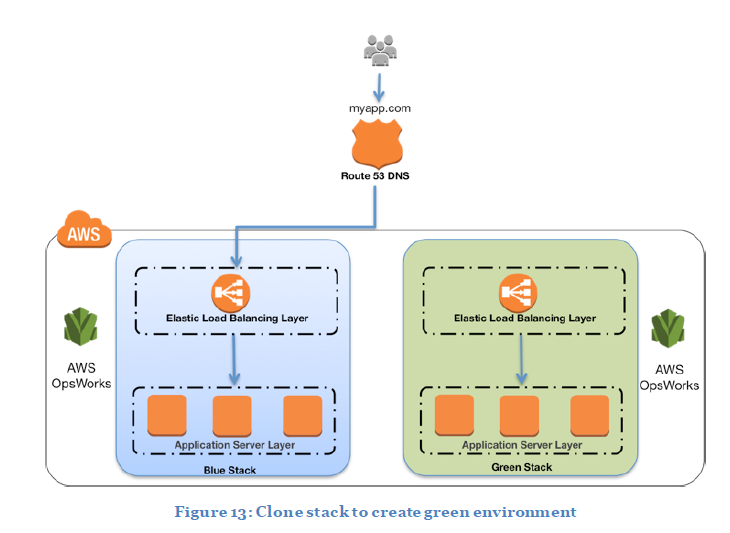 myapp.com
Route 53 DNS
AWS
Elastic Load Balancing Layer
Elastic Load Balancing Layer
AWS
OpsWorks
AWS
OpsWorks
Application Server Layer
Application Server Layer
Blue Stack
Green Stack
Figure 13: Clone stack to create green environment